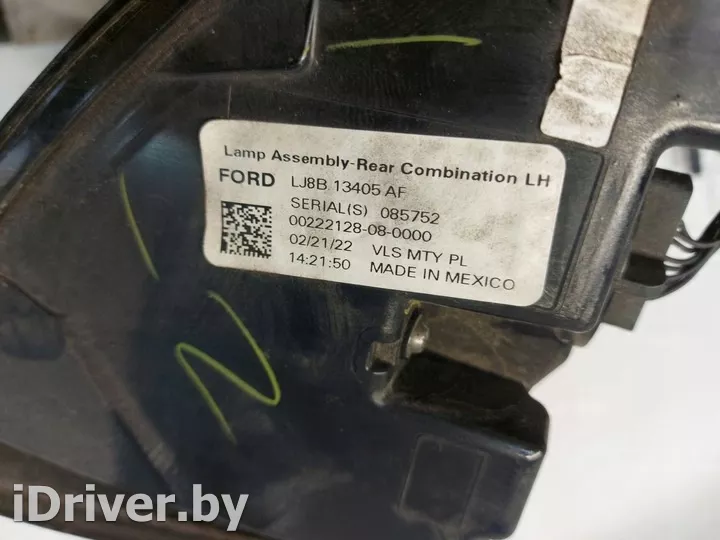 Lamp Assembly-Rear Combination LH
FORD LJ8B 13405 AF
SERIAL(S) 085752
00222128-08-0000
02/21/22 VLS MTY PL
14:21:50 MADE IN MEXICO
N
iDriver.by